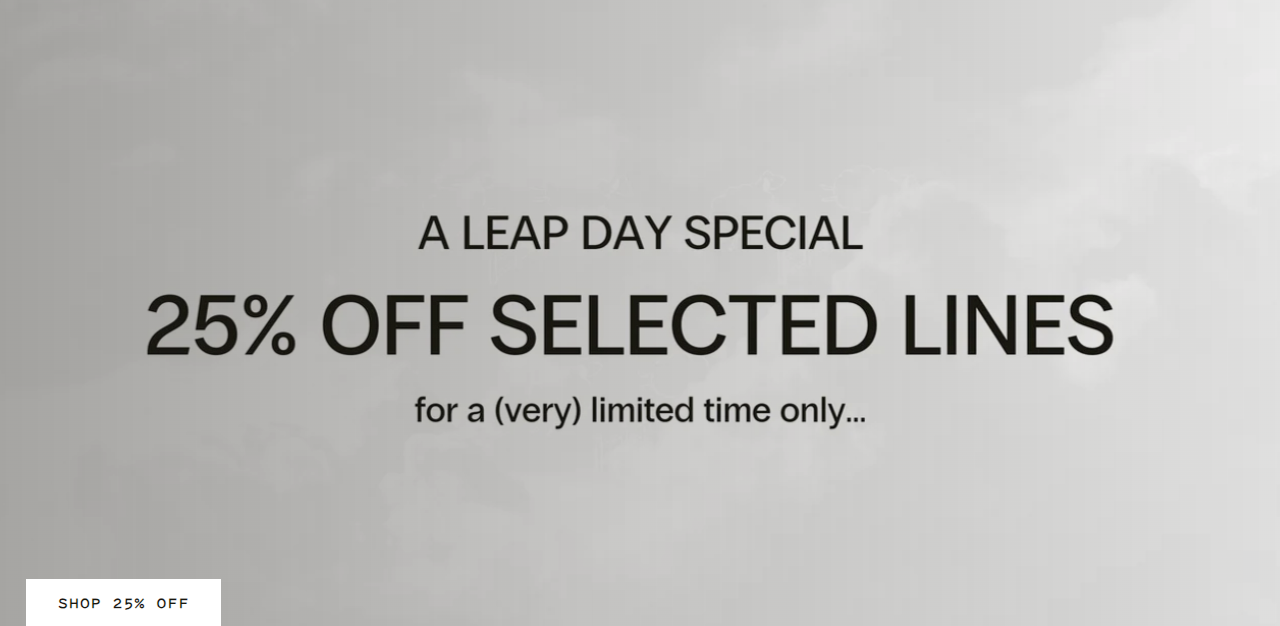 A LEAP DAY SPECIAL
25% OFF SELECTED LINES
for a (very) limited time only...
SHOP 25% OFF